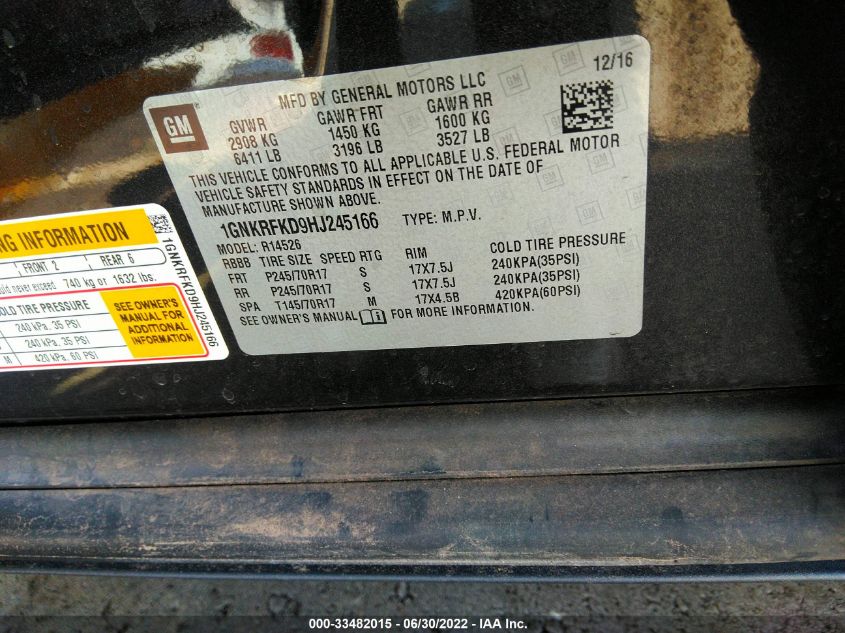 12/16
GM
MFD BY GENERAL MOTORS LLC
GVWR GAWR FRT GAWR RR
2908 KG 1450 KG 1600 KG
6411 LB 3196 LB 3527 LB
THIS VEHICLE CONFORMS TO ALL APPLICABLE U.S. FEDERAL MOTOR
VEHICLE SAFETY STANDARDS IN EFFECT ON THE DATE OF
MANUFACTURE SHOWN ABOVE.
1GNKRFKD9HJ245166 TYPE: M.P.V.
MODEL: R14526
RBBB TIRE SIZE SPEED RTG RIM COLD TIRE PRESSURE
FRT P245/70R17 S 17X7.5J 240KPA(35PSI)
RR P245/70R17 S 17X7.5J 240KPA(35PSI)
SPA T145/70R17 M 17X4.5B 420KPA(60PSI)
SEE OWNER'S MANUAL FOR MORE INFORMATION.
NG INFORMATION
FRONT 2 REAR 6
never exceed 740 kg or 1632 lbs.
COLD TIRE PRESSURE
240 kPa. 35 PSI
240 kPa. 35 PSI
M 420 kPa. 60 PSI
SEE OWNER'S
MANUAL FOR
ADDITIONAL
INFORMATION
1GNKRFKD9HJ245166
000-33482015 - 06/30/2022 - IAA Inc.